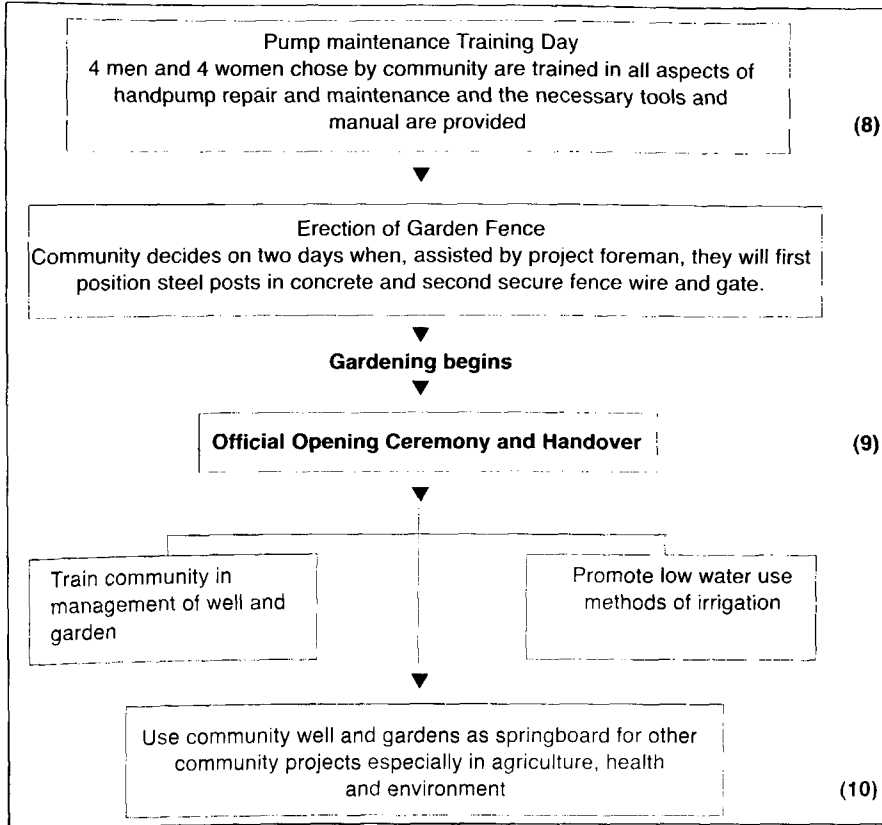 Pump maintenance Training Day
4 men and 4 women chose by community are trained in all aspects of
handpump repair and maintenance and the necessary tools and
manual are provided
(8)
Erection of Garden Fence
Community decides on two days when, assisted by project foreman, they will first
position steel posts in concrete and second secure fence wire and gate.
Gardening begins
Official Opening Ceremony and Handover
(9)
Train community in
management of well and
garden
Promote low water use
methods of irrigation
Use community well and gardens as springboard for other
community projects especially in agriculture, health
and environment
(10)